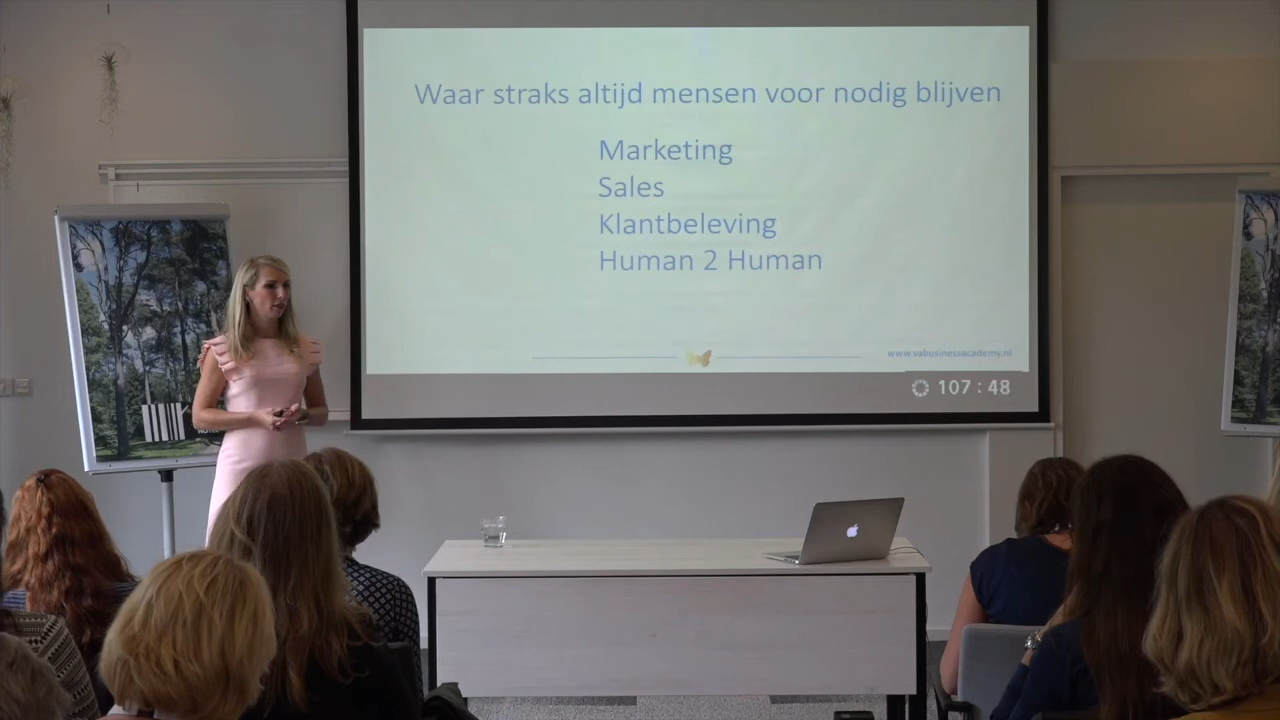 Waar straks altijd mensen voor nodig blijven
Marketing
Sales
Klantbeleving
Human 2 Human
www.vabusinessacademy.nl
107 : 48